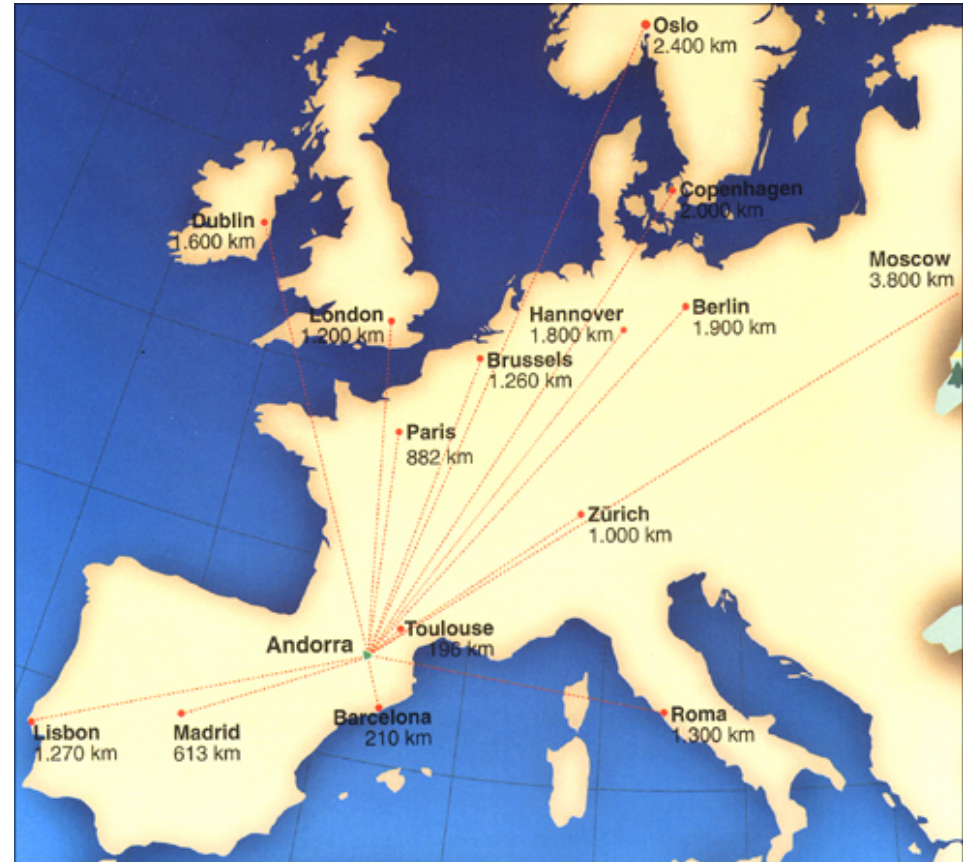 Oslo
2.400 km
Copenhagen
2.000 km
Dublin
1.600 km
Moscow
3.800 km
London
1.200 km
Hannover
1.800 km
Berlin
1.900 km
Brussels
1.260 km
Paris
882 km
Zürich
1.000 km
Toulouse
196 km
Andorra
Lisbon
1.270 km
Madrid
613 km
Barcelona
210 km
Roma
1.300 km